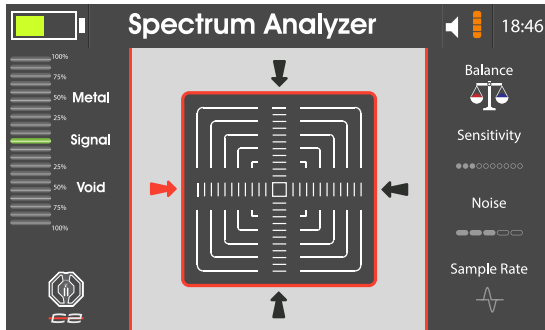 Spectrum Analyzer
18:46
100%
75%
50% Metal
25%
Signal
25%
50% Void
75%
100%
Balance
Sensitivity
Noise
Sample Rate